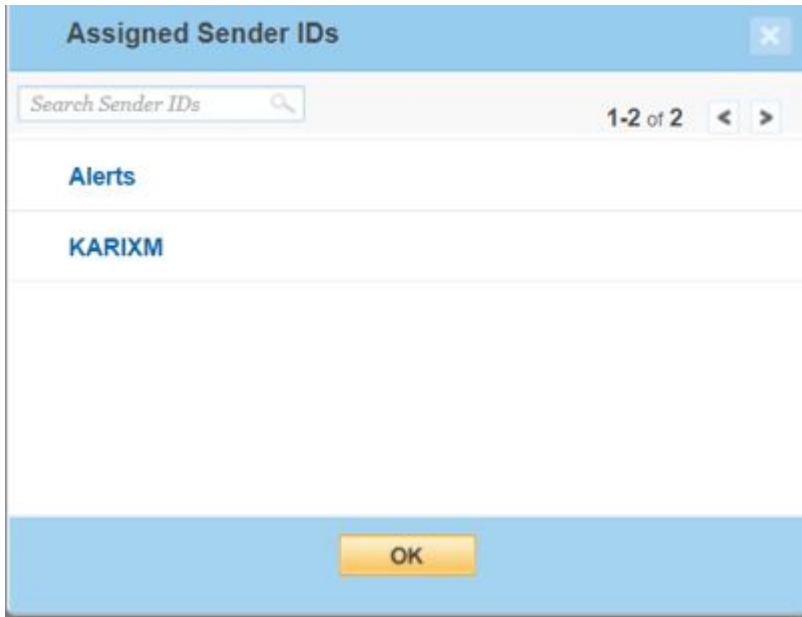 Assigned Sender IDs
Search Sender IDs
1-2 of 2
Alerts
KARIXM
OK